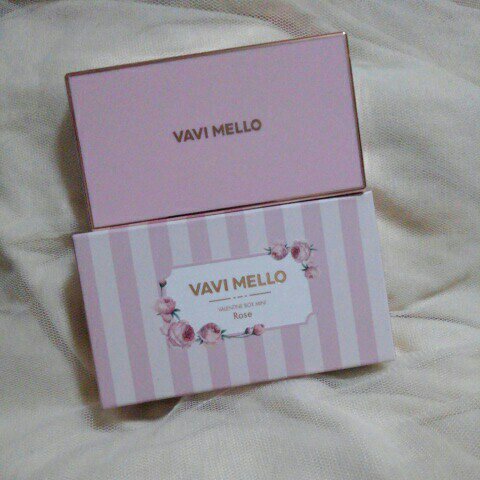 VAVI MELLO
VAVI MELLO
VALENTINE BOX MINI
Rose